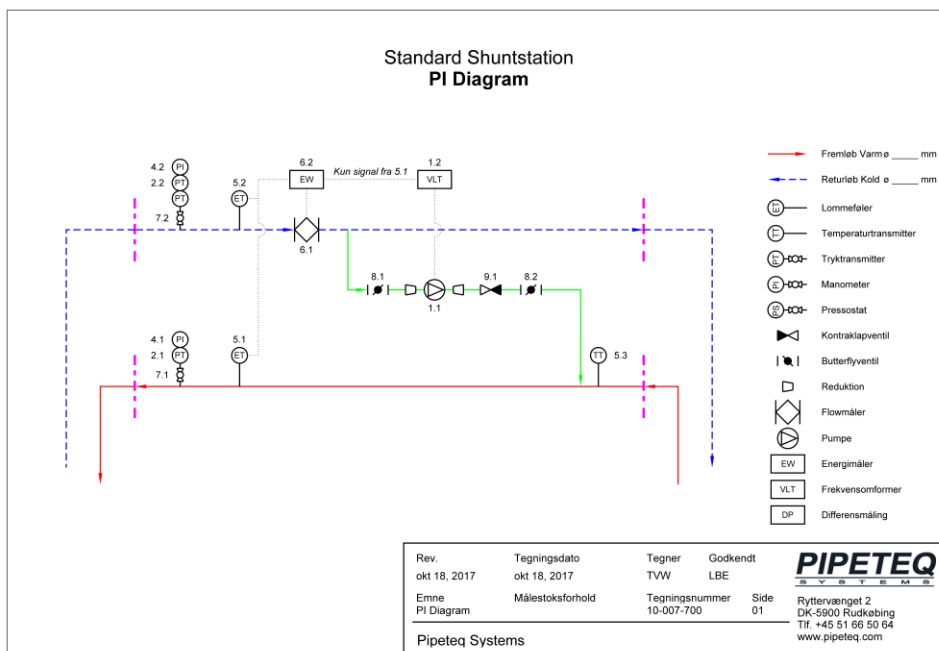 Standard Shuntstation
PI Diagram
4.2 PI
2.2 PT
PT
7.2
5.2
ET
6.2
EW
Kun signal fra 5.1
1.2
VLT
6.1
8.1
1.1
9.1
8.2
4.1 PI
2.1 PT
7.1
5.1
ET
TT 5.3
Fremløb Varm ø _____ mm
Returløb Kold ø _____ mm
ET Lommeføler
TT Temperaturtransmitter
PT Tryktransmitter
PI Manometer
PS Pressostat
Kontraklapventil
Butterflyventil
Reduktion
Flowmåler
Pumpe
EW Energimåler
VLT Frekvensomformer
DP Differensmåling
Rev. Tegningsdato Tegner Godkendt
okt 18, 2017 okt 18, 2017 TVW LBE
Emne Målestoksforhold Tegningsnummer Side
PI Diagram 10-007-700 01
Pipeteq Systems
PIPETEQ
SYSTEMS
Ryttervænget 2
DK-5900 Rudkøbing
Tlf. +45 51 66 50 64
www.pipeteq.com